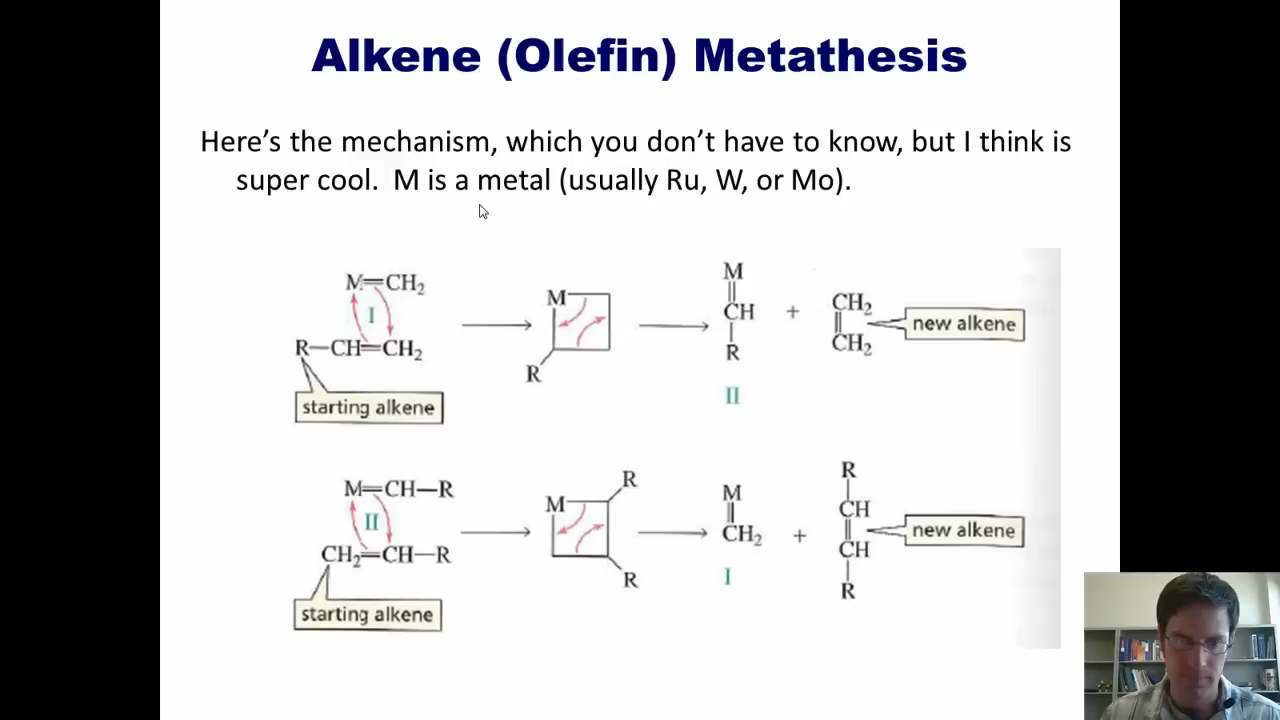 Alkene (Olefin) Metathesis
Here's the mechanism, which you don't have to know, but I think is
super cool. M is a metal (usually Ru, W, or Mo).
M=CH₂
I
R—CH=CH₂
starting alkene
M
R
M
CH
R
II
+
CH₂
CH₂
new alkene
M=CH—R
II
CH₂=CH—R
starting alkene
R
M
R
M
CH₂
I
+
R
CH
CH
R
new alkene